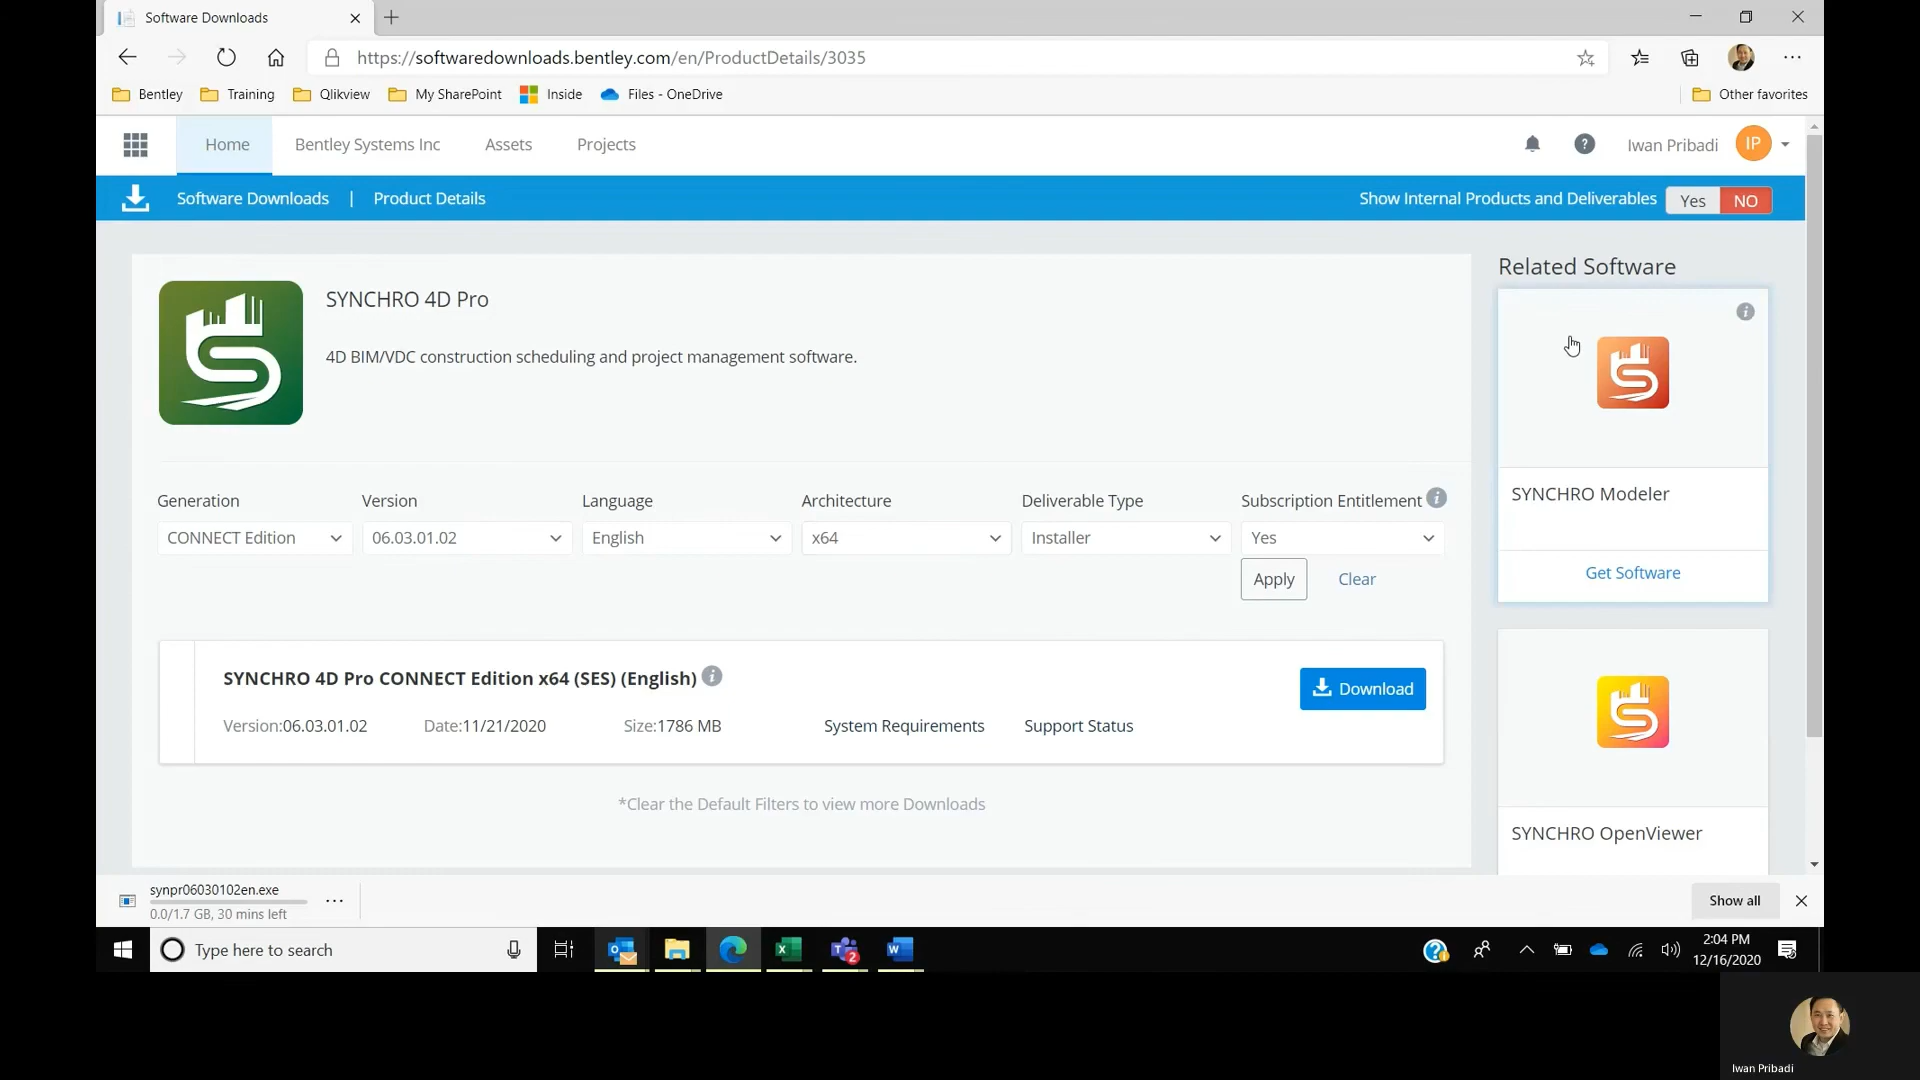 Software Downloads
https://softwaredownloads.bentley.com/en/ProductDetails/3035
Bentley Training Qlikview My SharePoint Inside Files - OneDrive Other favorites
Home Bentley Systems Inc Assets Projects Iwan Pribadi IP
Software Downloads | Product Details Show Internal Products and Deliverables Yes NO
Related Software
SYNCHRO 4D Pro
4D BIM/VDC construction scheduling and project management software.
SYNCHRO Modeler
Get Software
Generation Version Language Architecture Deliverable Type Subscription Entitlement
CONNECT Edition 06.03.01.02 English x64 Installer Yes
Apply Clear
SYNCHRO 4D Pro CONNECT Edition x64 (SES) (English)
Download
Version:06.03.01.02 Date:11/21/2020 Size:1786 MB System Requirements Support Status
*Clear the Default Filters to view more Downloads
SYNCHRO OpenViewer
synpr06030102en.exe
0.0/1.7 GB, 30 mins left
Show all
Type here to search
2
2:04 PM
12/16/2020
Iwan Pribadi